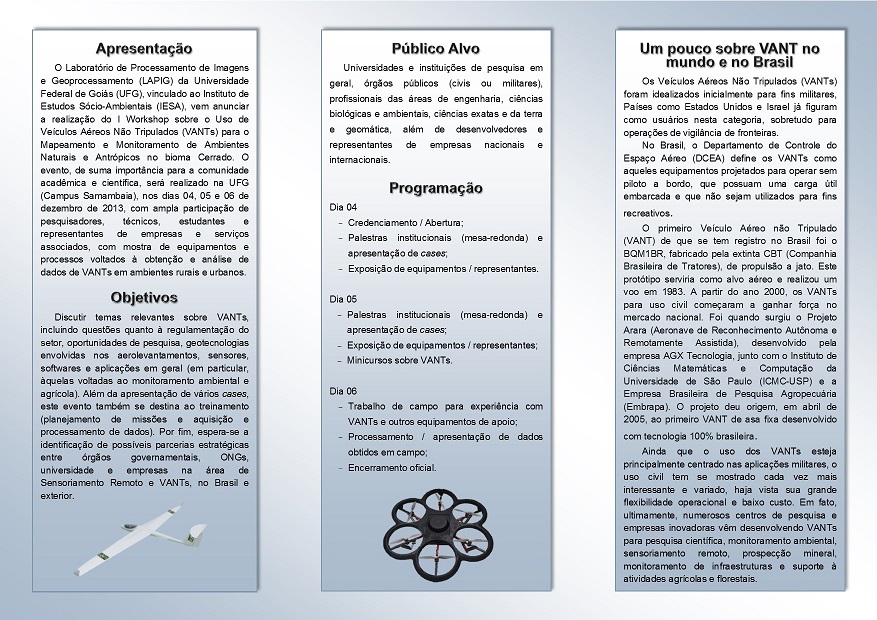 Apresentação
O Laboratório de Processamento de Imagens
e Geoprocessamento (LAPIG) da Universidade
Federal de Goiás (UFG), vinculado ao Instituto de
Estudos Sócio-Ambientais (IESA), vem anunciar
a realização do I Workshop sobre o Uso de
Veículos Aéreos Não Tripulados (VANTs) para o
Mapeamento e Monitoramento de Ambientes
Naturais e Antrópicos no bioma Cerrado. O
evento, de suma importância para a comunidade
acadêmica e científica, será realizado na UFG
(Campus Samambaia), nos dias 04, 05 e 06 de
dezembro de 2013, com ampla participação de
pesquisadores, técnicos, estudantes e
representantes de empresas e serviços
associados, com mostra de equipamentos e
processos voltados à obtenção e análise de
dados de VANTs em ambientes rurais e urbanos.
Objetivos
Discutir temas relevantes sobre VANTs,
incluindo questões quanto à regulamentação do
setor, oportunidades de pesquisa, geotecnologias
envolvidas nos aerolevantamentos, sensores,
softwares e aplicações em geral (em particular,
àquelas voltadas ao monitoramento ambiental e
agrícola). Além da apresentação de vários cases,
este evento também se destina ao treinamento
(planejamento de missões e aquisição e
processamento de dados). Por fim, espera-se a
identificação de possíveis parcerias estratégicas
entre órgãos governamentais, ONGs,
universidade e empresas na área de
Sensoriamento Remoto e VANTs, no Brasil e
exterior.
Público Alvo
Universidades e instituições de pesquisa em
geral, órgãos públicos (civis ou militares),
profissionais das áreas de engenharia, ciências
biológicas e ambientais, ciências exatas e da terra
e geomática, além de desenvolvedores e
representantes de empresas nacionais e
internacionais.
Programação
Dia 04
- Credenciamento / Abertura;
- Palestras institucionais (mesa-redonda) e
apresentação de cases;
- Exposição de equipamentos / representantes.
Dia 05
- Palestras institucionais (mesa-redonda) e
apresentação de cases;
- Exposição de equipamentos / representantes;
- Minicursos sobre VANTs.
Dia 06
- Trabalho de campo para experiência com
VANTs e outros equipamentos de apoio;
- Processamento / apresentação de dados
obtidos em campo;
- Encerramento oficial.
Um pouco sobre VANT no
mundo e no Brasil
Os Veículos Aéreos Não Tripulados (VANTs)
foram idealizados inicialmente para fins militares,
Países como Estados Unidos e Israel já figuram
como usuários nesta categoria, sobretudo para
operações de vigilância de fronteiras.
No Brasil, o Departamento de Controle do
Espaço Aéreo (DCEA) define os VANTs como
aqueles equipamentos projetados para operar sem
piloto a bordo, que possuam uma carga útil
embarcada e que não sejam utilizados para fins
recreativos.
O primeiro Veículo Aéreo não Tripulado
(VANT) de que se tem registro no Brasil foi o
BQM1BR, fabricado pela extinta CBT (Companhia
Brasileira de Tratores), de propulsão a jato. Este
protótipo serviria como alvo aéreo e realizou um
voo em 1983. A partir do ano 2000, os VANTs
para uso civil começaram a ganhar força no
mercado nacional. Foi quando surgiu o Projeto
Arara (Aeronave de Reconhecimento Autônoma e
Remotamente Assistida), desenvolvido pela
empresa AGX Tecnologia, junto com o Instituto de
Ciências Matemáticas e Computação da
Universidade de São Paulo (ICMC-USP) e a
Empresa Brasileira de Pesquisa Agropecuária
(Embrapa). O projeto deu origem, em abril de
2005, ao primeiro VANT de asa fixa desenvolvido
com tecnologia 100% brasileira.
Ainda que o uso dos VANTs esteja
principalmente centrado nas aplicações militares, o
uso civil tem se mostrado cada vez mais
interessante e variado, haja vista sua grande
flexibilidade operacional e baixo custo. Em fato,
ultimamente, numerosos centros de pesquisa e
empresas inovadoras vêm desenvolvendo VANTs
para pesquisa científica, monitoramento ambiental,
sensoriamento remoto, prospecção mineral,
monitoramento de infraestruturas e suporte à
atividades agrícolas e florestais.